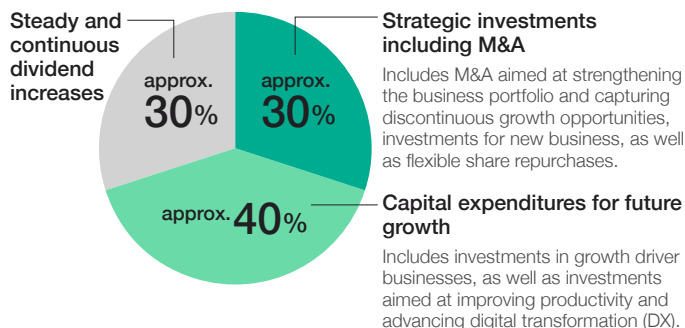 Steady and
continuous
dividend
increases
approx.
30%
approx.
30%
approx. 40%
Strategic investments
including M&A
Includes M&A aimed at strengthening
the business portfolio and capturing
discontinuous growth opportunities,
investments for new business, as well
as flexible share repurchases.
Capital expenditures for future
growth
Includes investments in growth driver
businesses, as well as investments
aimed at improving productivity and
advancing digital transformation (DX).